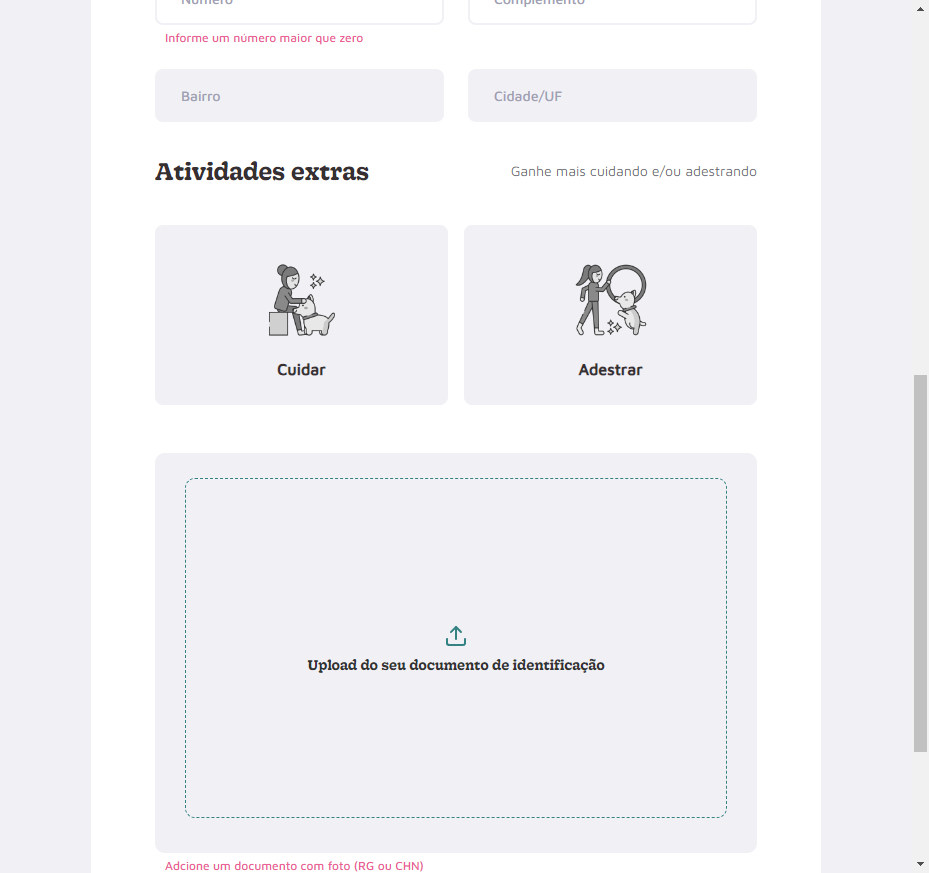 Número
Complemento
Informe um número maior que zero
Bairro
Cidade/UF
Atividades extras
Ganhe mais cuidando e/ou adestrando
Cuidar
Adestrar
Upload do seu documento de identificação
Adcione um documento com foto (RG ou CHN)